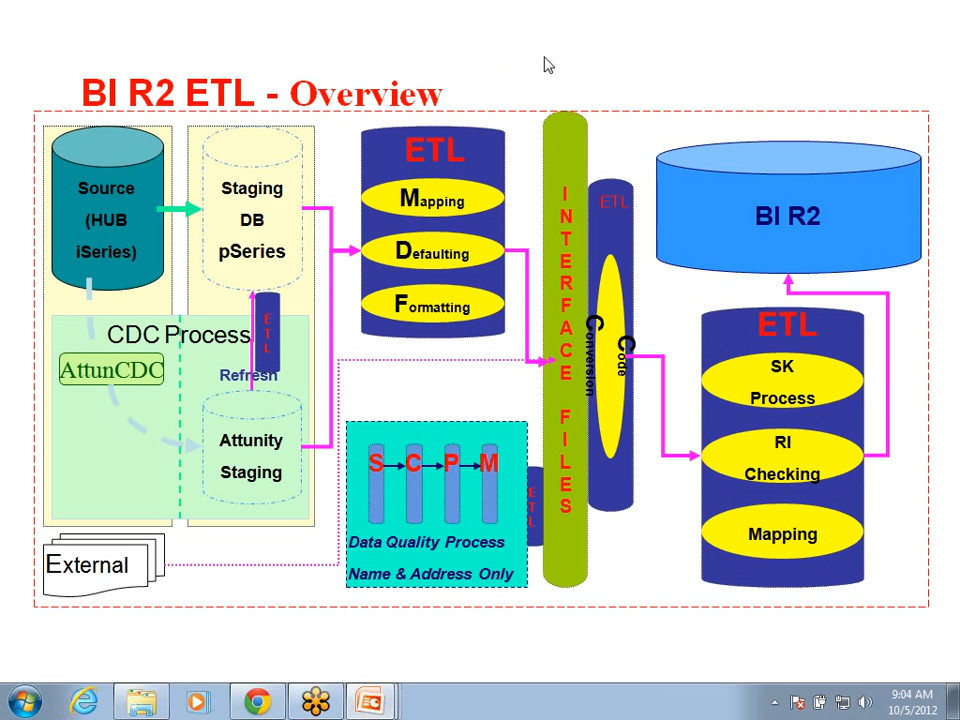 BI R2 ETL - Overview
Source
(HUB
iSeries)
Staging
DB
pSeries
ETL
Mapping
Defaulting
Formatting
INTERFACE FILES
ETL
Code
Conversion
BI R2
CDC Process
ETL
AttunCDC
Refresh
Attunity
Staging
ETL
SK
Process
RI
Checking
Mapping
S C P M
ETL
Data Quality Process
Name & Address Only
External
9:04 AM
10/5/2012